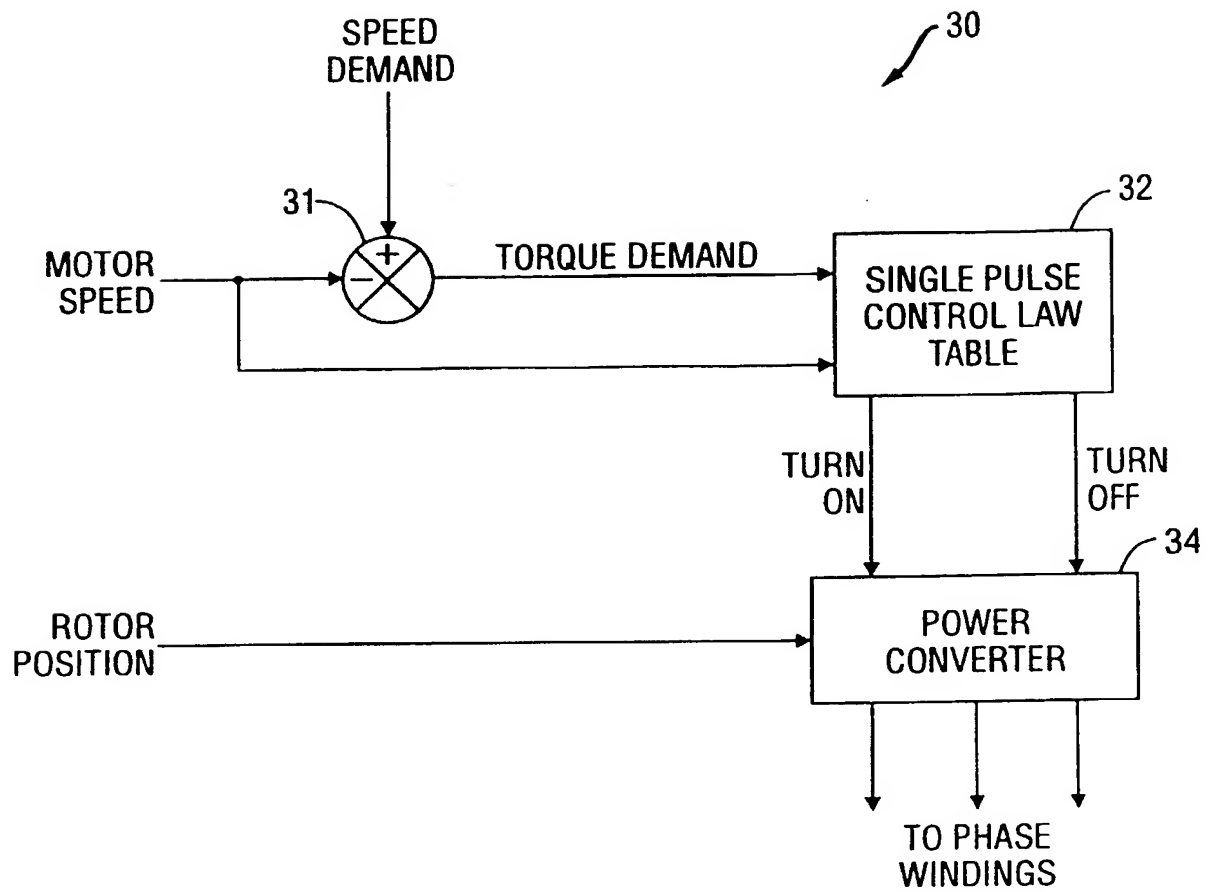 SPEED
DEMAND
30
31
+
−
MOTOR
SPEED
TORQUE DEMAND
32
SINGLE PULSE
CONTROL LAW
TABLE
TURN
ON
TURN
OFF
34
ROTOR
POSITION
POWER
CONVERTER
TO PHASE
WINDINGS